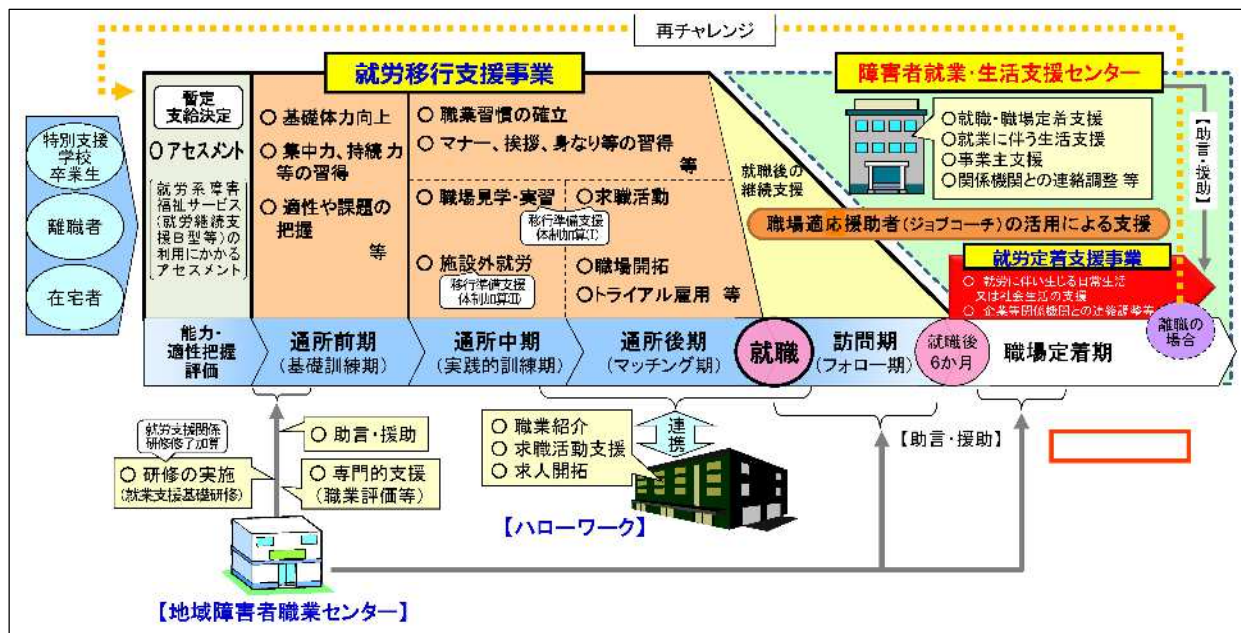 再チャレンジ
就労移行支援事業
障害者就業・生活支援センター
特別支援
学校
卒業生
離職者
在宅者
暫定
支給決定
○ アセスメント
就労系障害
福祉サービス
(就労継続支
援B型等)の
利用にかかる
アセスメント
○ 基礎体力向上
○ 集中力、持続力
等の習得
○ 適性や課題の
把握
等
○ 職業習慣の確立
○ マナー、挨拶、身なり等の習得
等
○ 職場見学・実習
○ 求職活動
移行準備支援
体制加算(Ⅰ)
○ 施設外就労
移行準備支援
体制加算(Ⅱ)
○ 職場開拓
○ トライアル雇用 等
就職後の
継続支援
○就職・職場定着支援
○就業に伴う生活支援
○事業主支援
○関係機関との連絡調整 等
【助言・援助】
職場適応援助者(ジョブコーチ)の活用による支援
就労定着支援事業
○ 就労に伴い生じる日常生活
又は社会生活の支援
○ 企業等関係機関との連絡調整等
能力・
適性把握
評価
通所前期
(基礎訓練期)
通所中期
(実践的訓練期)
通所後期
(マッチング期)
就職
訪問期
(フォロー期)
就職後
6か月
職場定着期
離職の
場合
就労支援関係
研修修了加算
○ 研修の実施
(就業支援基礎研修)
○ 助言・援助
○ 専門的支援
(職業評価等)
○ 職業紹介
○ 求職活動支援
○ 求人開拓
連携
【助言・援助】
【ハローワーク】
【地域障害者職業センター】